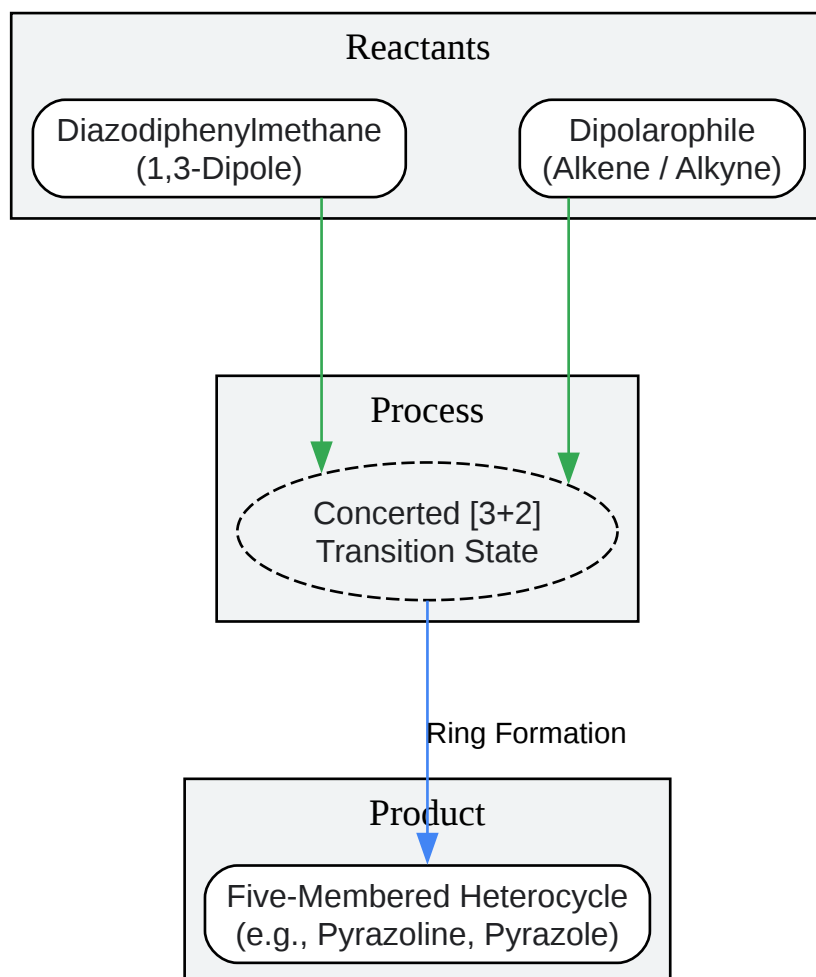 Reactants
Diazodiphenylmethane
(1,3-Dipole)
Dipolarophile
(Alkene / Alkyne)
Process
Concerted [3+2]
Transition State
Ring Formation
Product
Five-Membered Heterocycle
(e.g., Pyrazoline, Pyrazole)